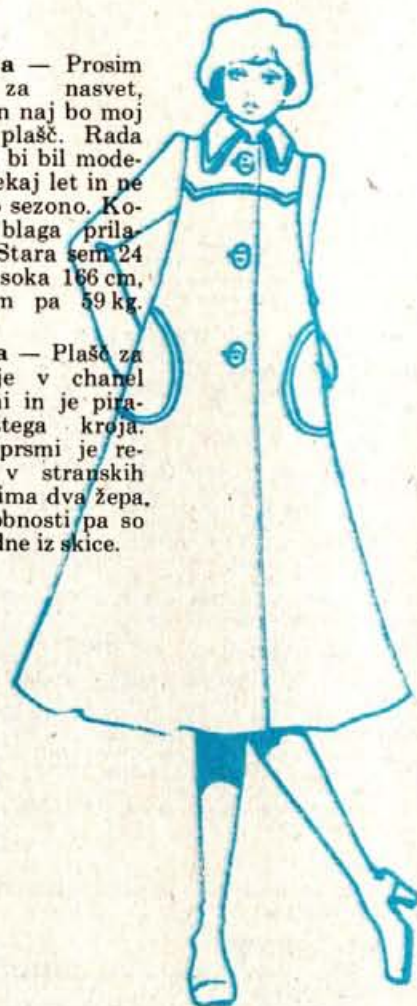 a — Prosim
za nasvet,
n naj bo moj
plašč. Rada
bi bil mode-
ekaj let in ne
o sezono. Ko-
blaga prila-
Stara sem 24
soka 166 cm,
m pa 59 kg.
a — Plašč za
je v chanel
ni in je pira-
stega kroja.
prsmi je re-
v stranskih
ima dva žepa,
obnosti pa so
dne iz skice.